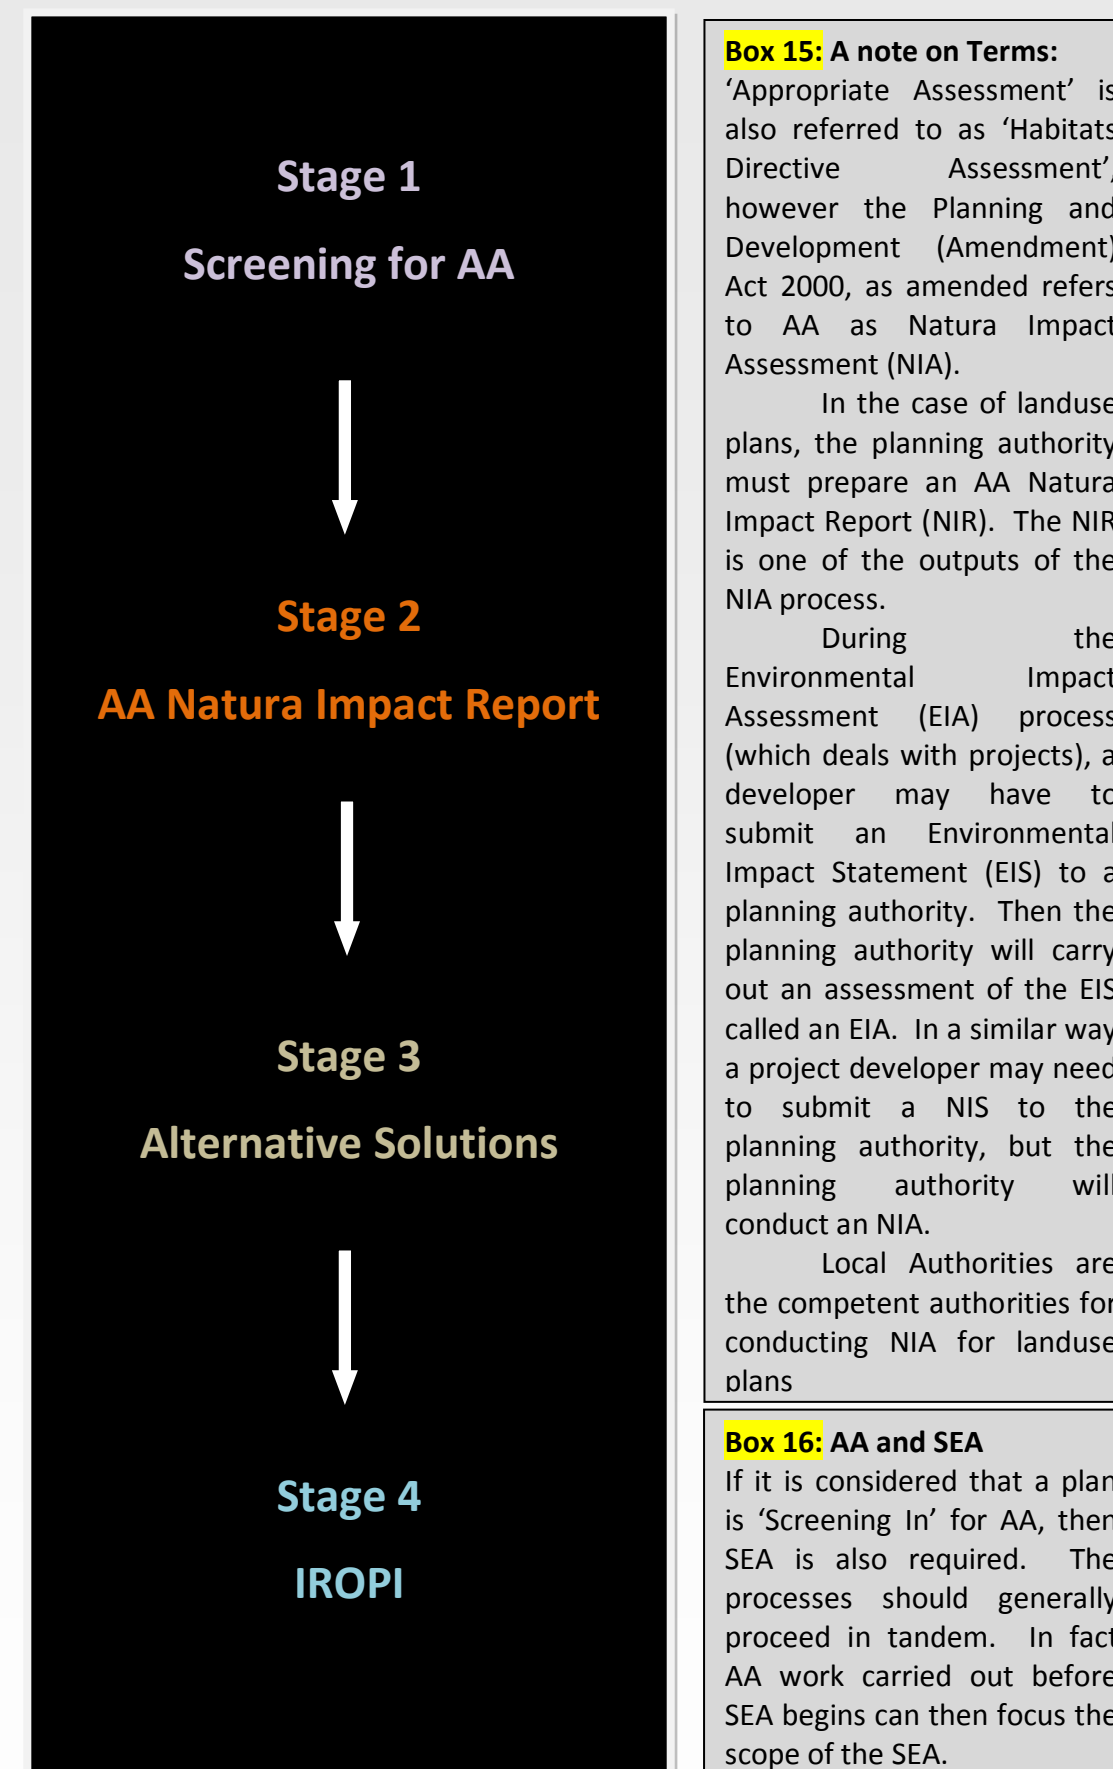 Stage 1
Screening for AA
Stage 2
AA Natura Impact Report
Stage 3
Alternative Solutions
Stage 4
IROPI
Box 15: A note on Terms:
‘Appropriate Assessment’ is
also referred to as ‘Habitats
Directive Assessment’,
however the Planning and
Development (Amendment)
Act 2000, as amended refers
to AA as Natura Impact
Assessment (NIA).
In the case of landuse
plans, the planning authority
must prepare an AA Natura
Impact Report (NIR). The NIR
is one of the outputs of the
NIA process.
During the
Environmental Impact
Assessment (EIA) process
(which deals with projects), a
developer may have to
submit an Environmental
Impact Statement (EIS) to a
planning authority. Then the
planning authority will carry
out an assessment of the EIS
called an EIA. In a similar way
a project developer may need
to submit a NIS to the
planning authority, but the
planning authority will
conduct an NIA.
Local Authorities are
the competent authorities for
conducting NIA for landuse
plans
Box 16: AA and SEA
If it is considered that a plan
is ‘Screening In’ for AA, then
SEA is also required. The
processes should generally
proceed in tandem. In fact
AA work carried out before
SEA begins can then focus the
scope of the SEA.